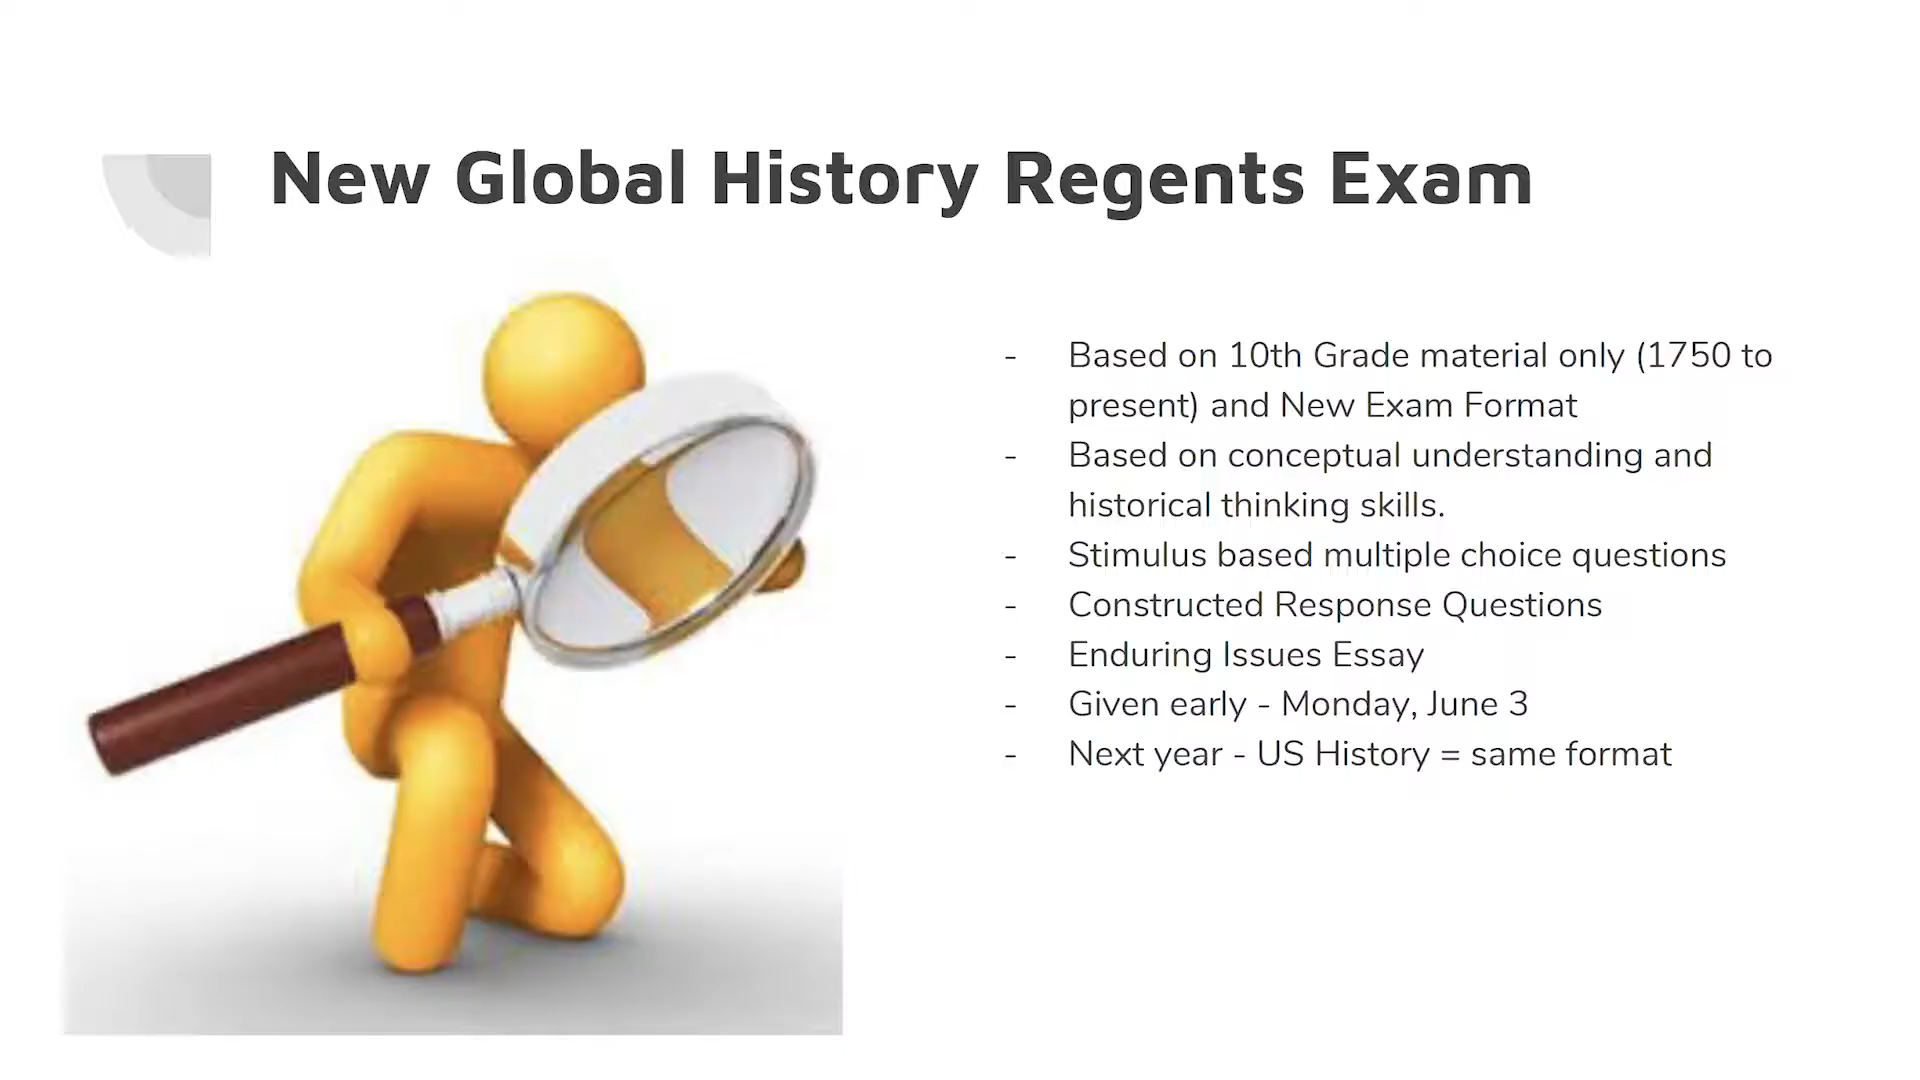 New Global History Regents Exam
- Based on 10th Grade material only (1750 to
present) and New Exam Format
- Based on conceptual understanding and
historical thinking skills.
- Stimulus based multiple choice questions
- Constructed Response Questions
- Enduring Issues Essay
- Given early - Monday, June 3
- Next year - US History = same format